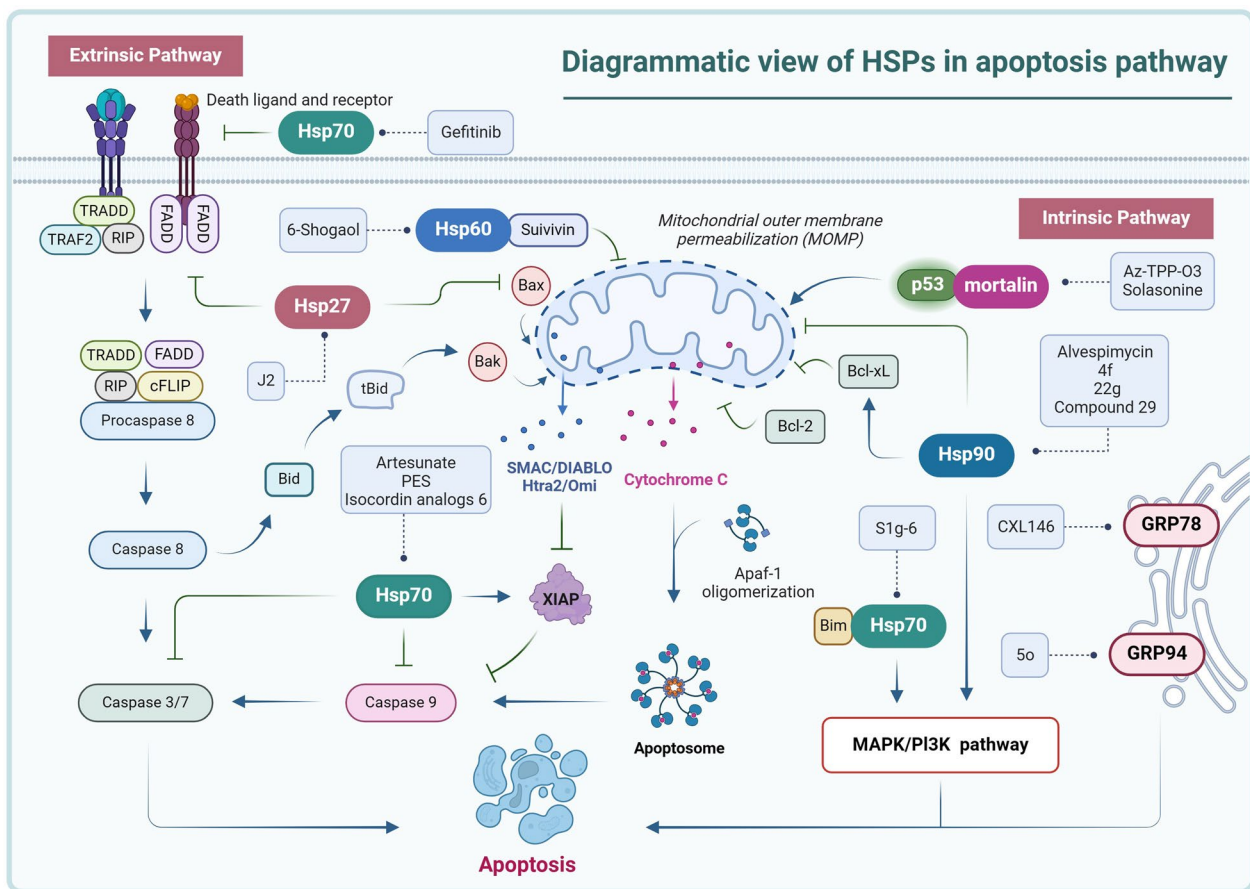 Extrinsic Pathway
Diagrammatic view of HSPs in apoptosis pathway
Death ligand and receptor
Hsp70
Gefitinib
TRADD
TRAF2
RIP
FADD
FADD
6-Shogaol
Hsp60
Suivivin
Mitochondrial outer membrane
permeabilization (MOMP)
Intrinsic Pathway
p53
mortalin
Az-TPP-O3
Solasonine
Hsp27
Bax
J2
tBid
Bak
TRADD
FADD
RIP
cFLIP
Procaspase 8
Bcl-xL
Bcl-2
Alvespimycin
4f
22g
Compound 29
Hsp90
Artesunate
PES
Isocordin analogs 6
Bid
SMAC/DIABLO
Htra2/Omi
Cytochrome C
Caspase 8
Apaf-1
oligomerization
S1g-6
CXL146
GRP78
Hsp70
XIAP
Bim
Hsp70
5o
GRP94
Caspase 3/7
Caspase 9
Apoptosome
MAPK/PI3K pathway
Apoptosis